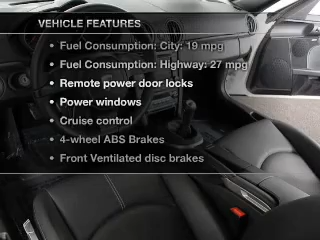 VEHICLE FEATURES
• Fuel Consumption: City: 19 mpg
• Fuel Consumption: Highway: 27 mpg
• Remote power door locks
• Power windows
• Cruise control
• 4-wheel ABS Brakes
• Front Ventilated disc brakes